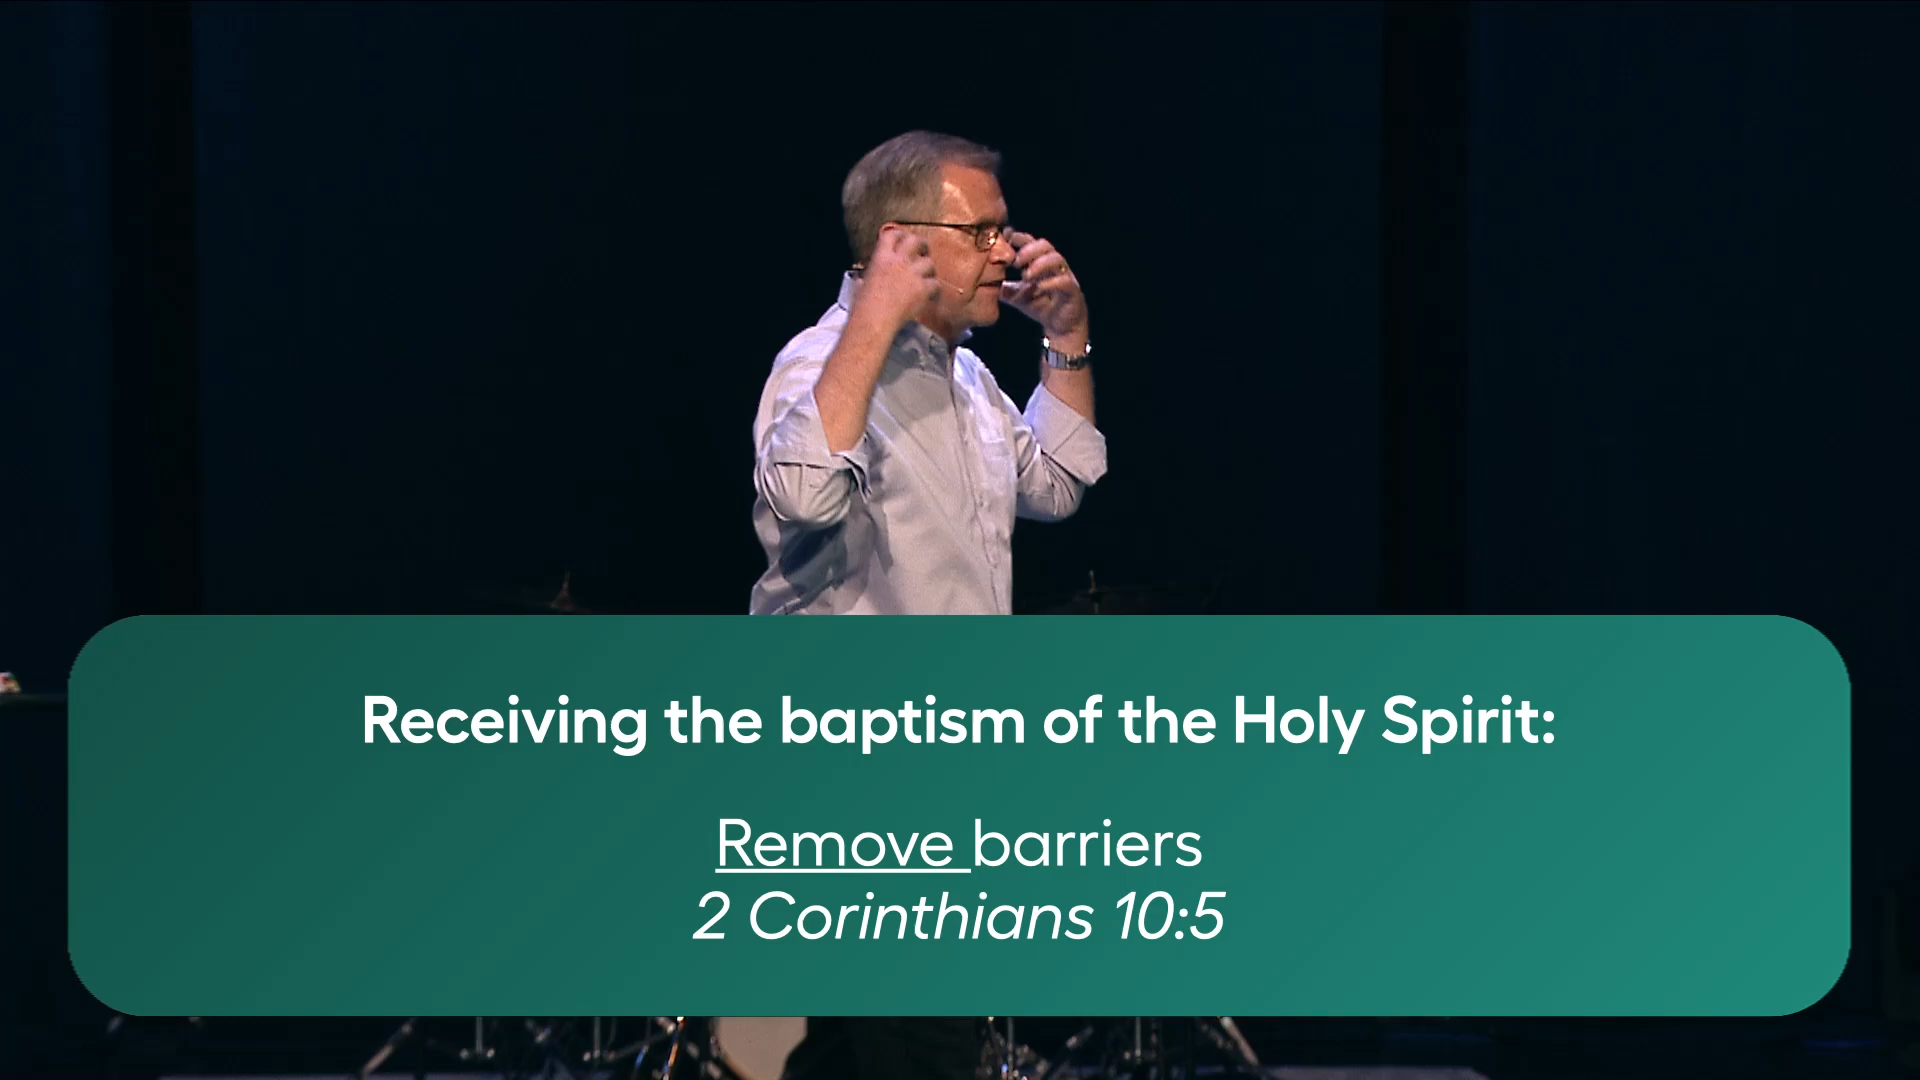 Receiving the baptism of the Holy Spirit:
Remove barriers
2 Corinthians 10:5